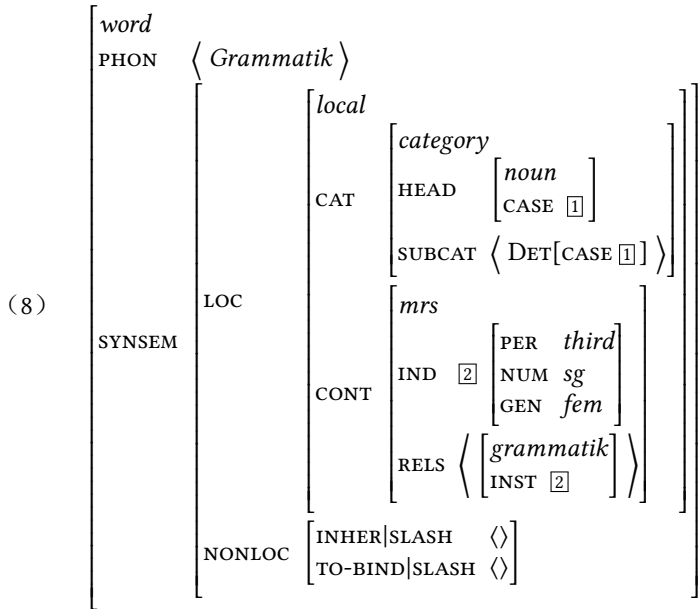 word
PHON ⟨ Grammatik ⟩
local
category
HEAD noun
CASE 1
CAT
SUBCAT ⟨ DET[CASE 1] ⟩
(8)
LOC
mrs
SYNSEM
PER third
IND 2 NUM sg
GEN fem
CONT
RELS ⟨ grammatik
INST 2 ⟩
INHER|SLASH ⟨⟩
NONLOC
TO-BIND|SLASH ⟨⟩